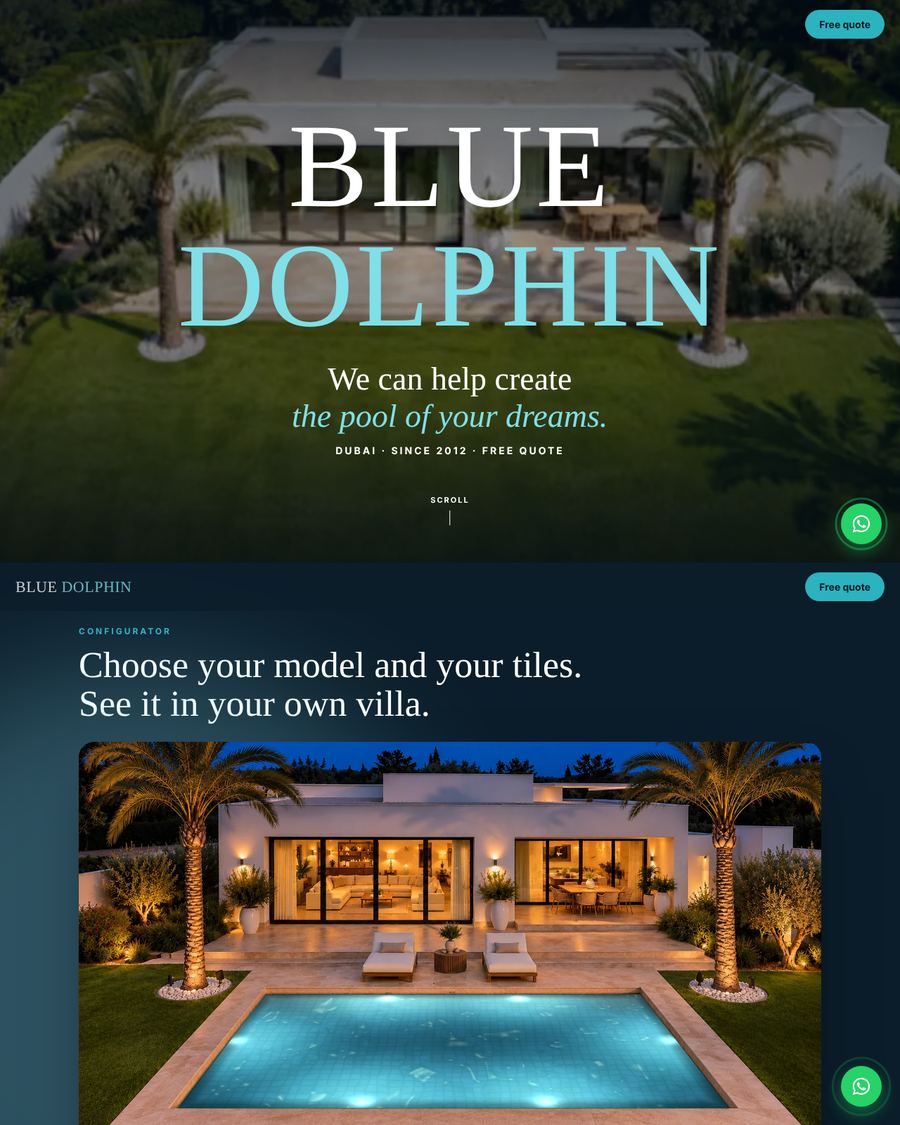 Free quote
BLUE
DOLPHIN
We can help create
the pool of your dreams.
DUBAI · SINCE 2012 · FREE QUOTE
SCROLL
BLUE DOLPHIN
Free quote
CONFIGURATOR
Choose your model and your tiles.
See it in your own villa.